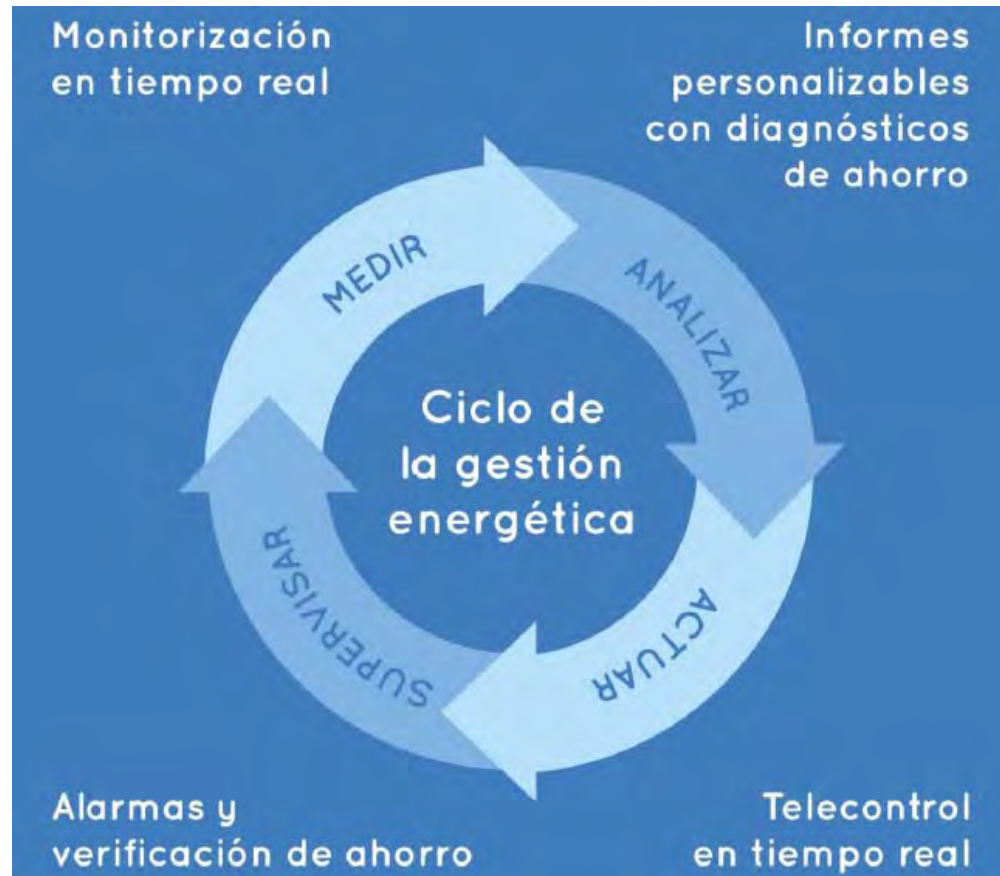 Monitorización
en tiempo real
Informes
personalizables
con diagnósticos
de ahorro
MEDIR
ANALIZAR
Ciclo de
la gestión
energética
SUPERVISAR
ACTUAR
Alarmas y
verificación de ahorro
Telecontrol
en tiempo real